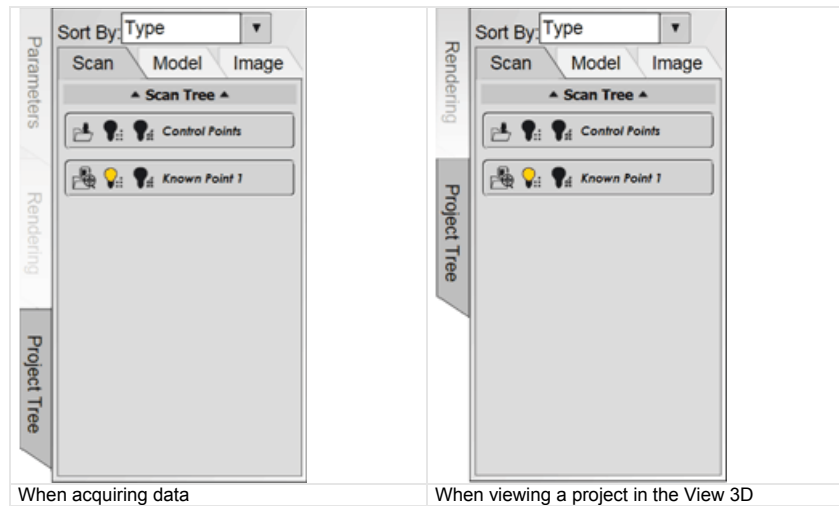 Parameters
Rendering
Project Tree
Sort By: Type
Scan Model Image
Scan Tree
Control Points
Known Point 1
When acquiring data
Rendering
Project Tree
Sort By: Type
Scan Model Image
Scan Tree
Control Points
Known Point 1
When viewing a project in the View 3D